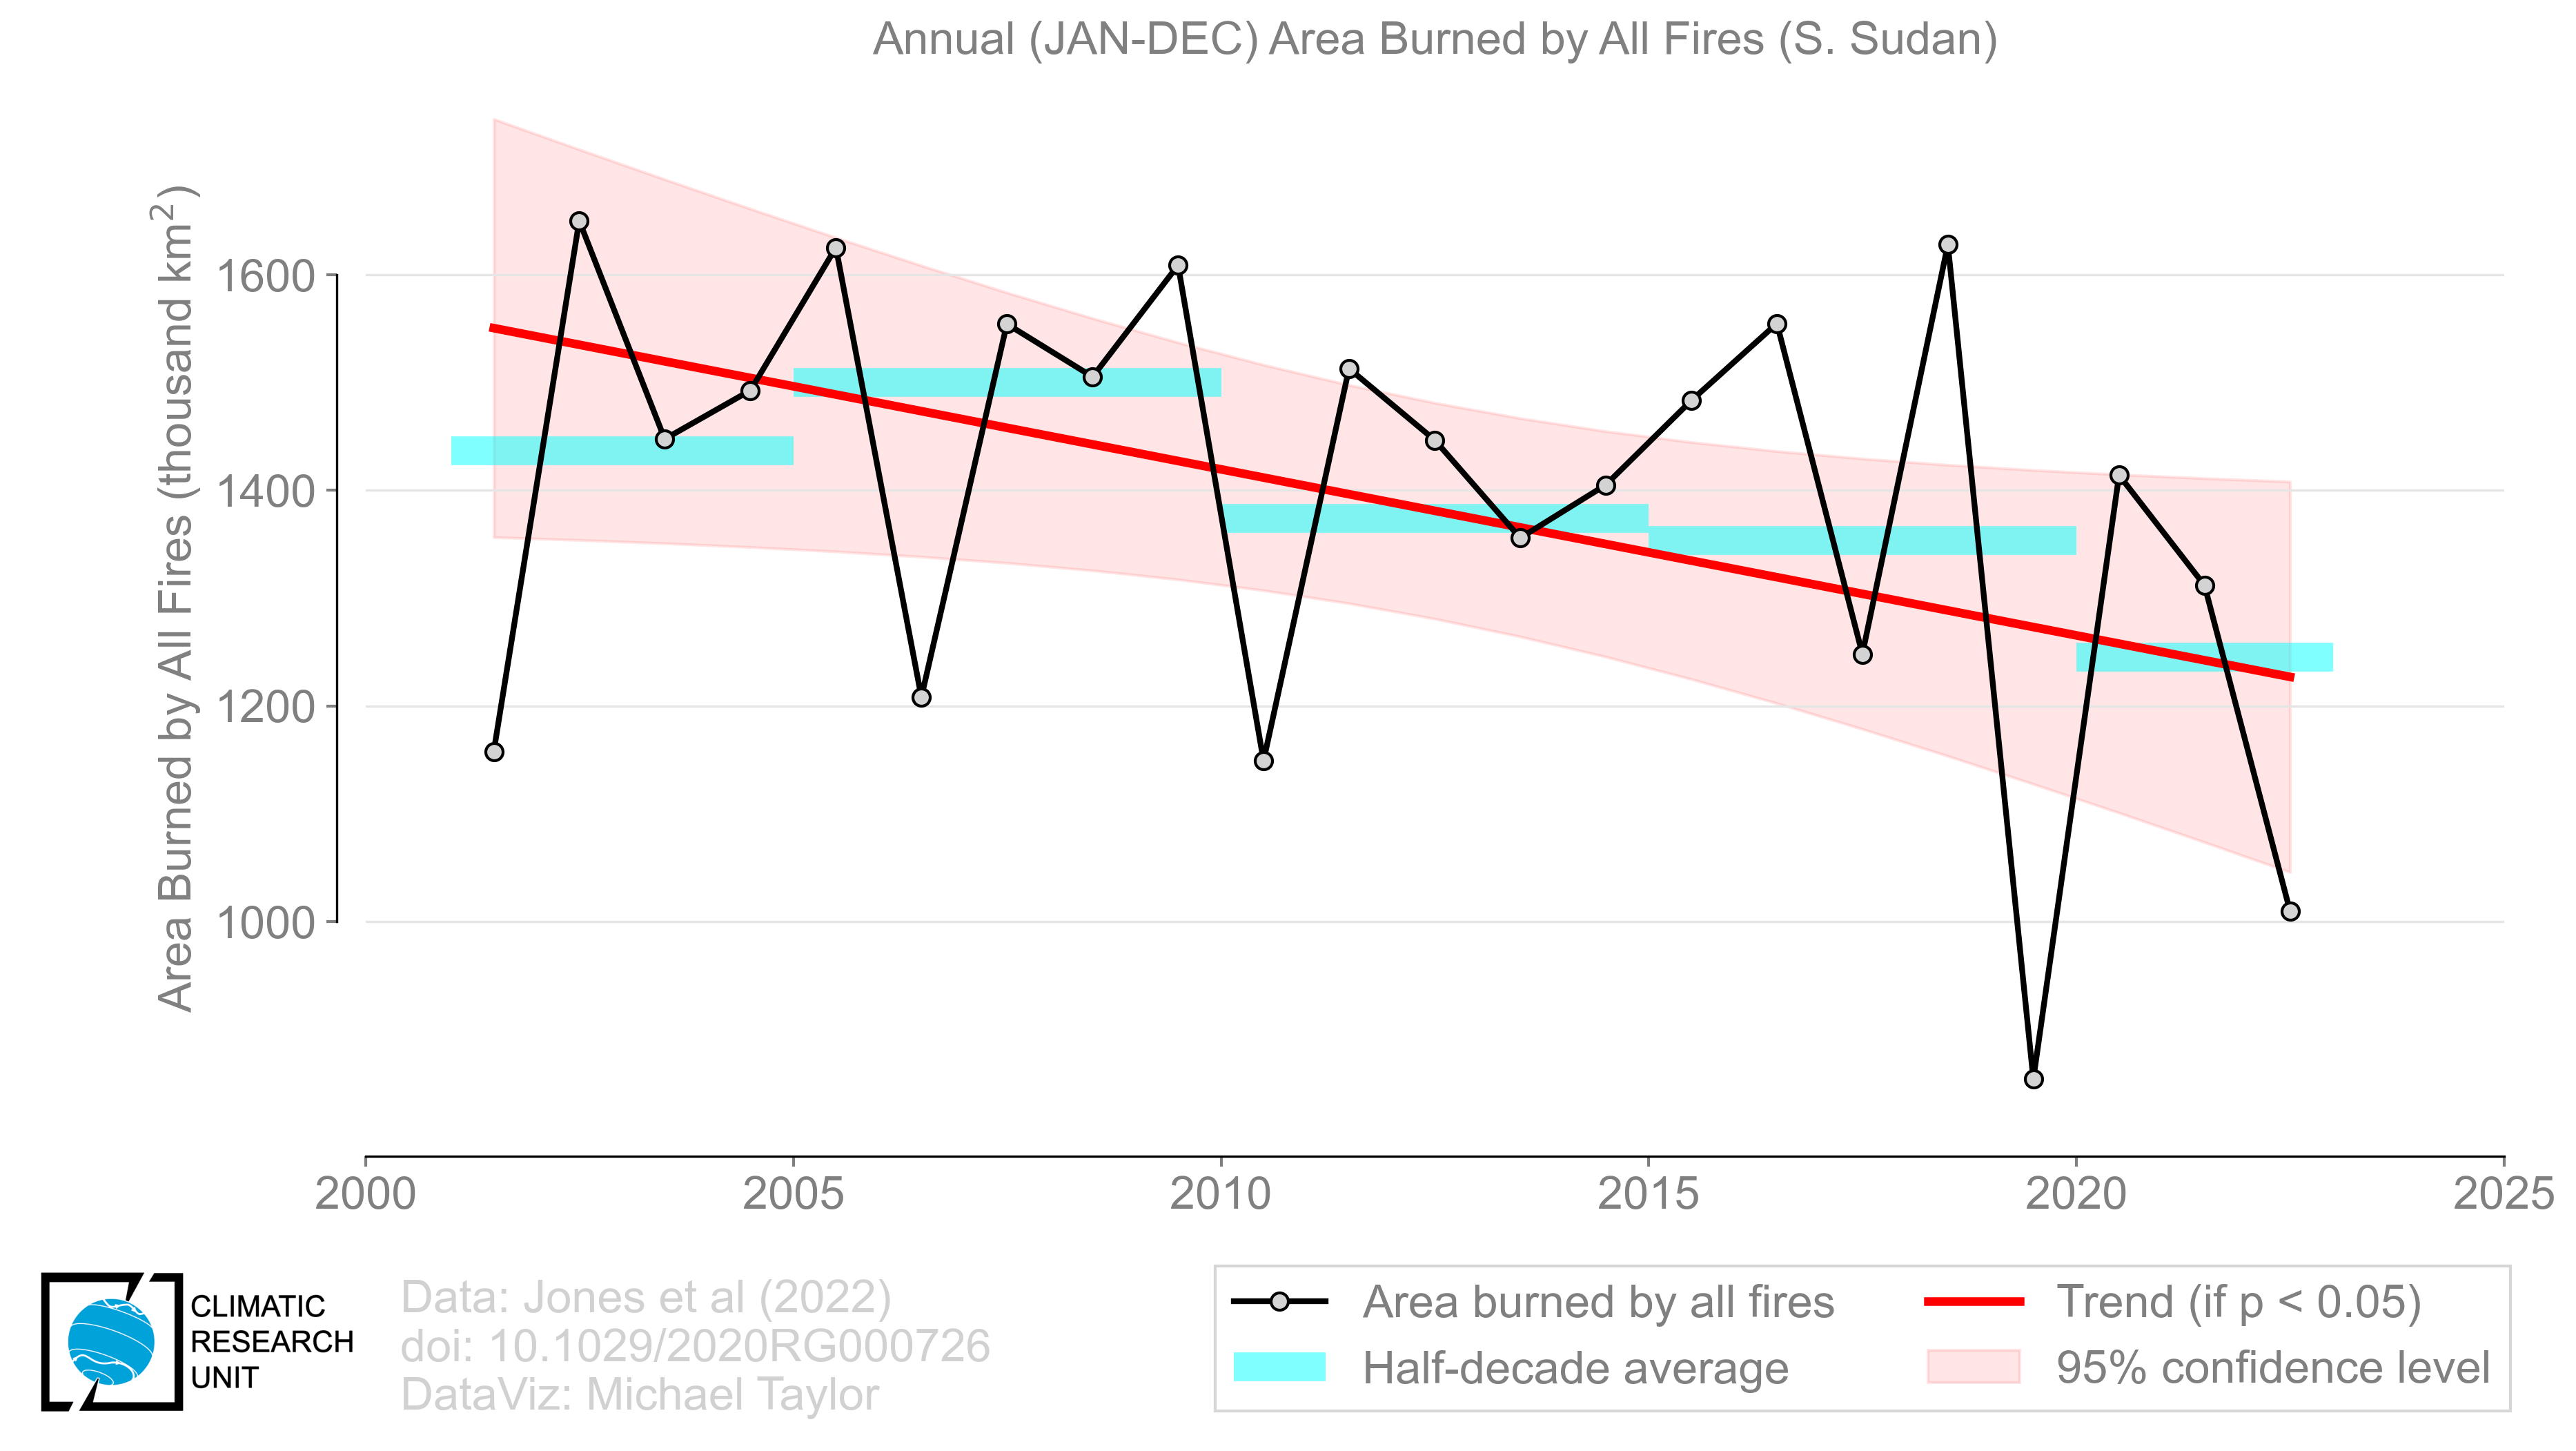 Annual (JAN-DEC) Area Burned by All Fires (S. Sudan)
Area Burned by All Fires (thousand km²)
1600
1400
1200
1000
2000 2005 2010 2015 2020 2025
CLIMATIC
RESEARCH
UNIT
Data: Jones et al (2022)
doi: 10.1029/2020RG000726
DataViz: Michael Taylor
Area burned by all fires
Half-decade average
Trend (if p < 0.05)
95% confidence level